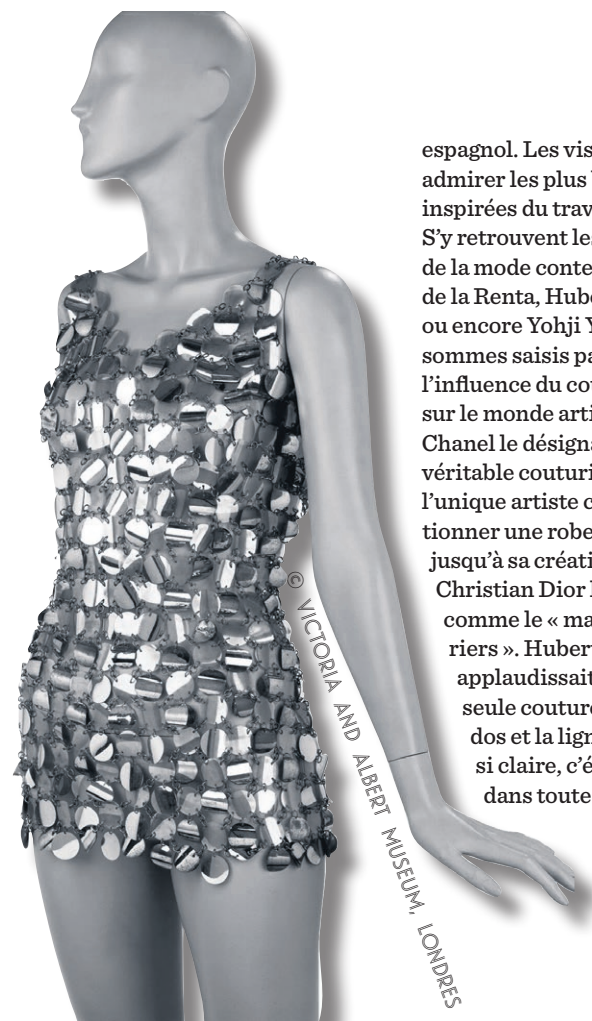 espagnol. Les vis
admirer les plus
inspirées du trav
S’y retrouvent les
de la mode conte
de la Renta, Hube
ou encore Yohji Y
sommes saisis pa
l’influence du cou
sur le monde arti
Chanel le désigna
véritable couturi
l’unique artiste c
tionner une robe
jusqu’à sa créati
Christian Dior l
comme le « ma
riers ». Huber
applaudissait
seule couture
dos et la lign
si claire, c’é
dans toute
© VICTORIA AND ALBERT MUSEUM, LONDRES